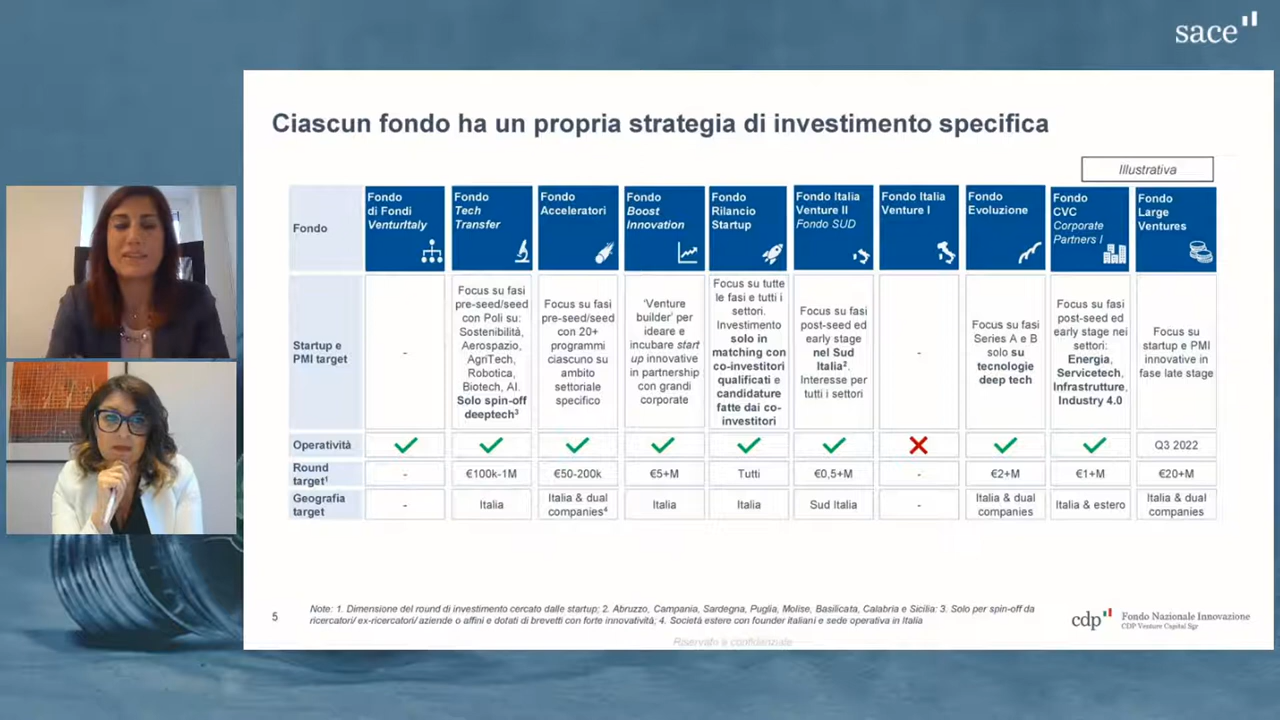 sace
Ciascun fondo ha un propria strategia di investimento specifica
Illustrativa
Fondo
Fondo
di Fondi
VenturItaly
Fondo
Tech
Transfer
Fondo
Acceleratori
Fondo
Boost
Innovation
Fondo
Rilancio
Startup
Fondo Italia
Venture II
Fondo SUD
Fondo Italia
Venture I
Fondo
Evoluzione
Fondo
CVC
Corporate
Partners I
Fondo
Large
Ventures
Startup e
PMI target
-
Focus su fasi
pre-seed/seed
con Poli su:
Sostenibilità,
Aerospazio,
AgriTech,
Robotica,
Biotech, AI.
Solo spin-off
deeptech³
Focus su fasi
pre-seed/seed
con 20+
programmi
ciascuno su
ambito
settoriale
specifico
'Venture
builder' per
ideare e
incubare start
up innovative
in partnership
con grandi
corporate
Focus su tutte
le fasi e tutti i
settori.
Investimento
solo in
matching con
co-investitori
qualificati e
candidature
fatte dai co-
investitori
Focus su fasi
post-seed ed
early stage
nel Sud
Italia².
Interesse per
tutti i settori
-
Focus su fasi
Series A e B
solo su
tecnologie
deep tech
Focus su fasi
post-seed ed
early stage nei
settori:
Energia,
Servicetech,
Infrastrutture,
Industry 4.0
Focus su
startup e PMI
innovative in
fase late stage
Operatività
Q3 2022
Round
target¹
-
€100k-1M
€50-200k
€5+M
Tutti
€0,5+M
-
€2+M
€1+M
€20+M
Geografia
target
-
Italia
Italia & dual
companies⁴
Italia
Italia
Sud Italia
-
Italia & dual
companies
Italia & estero
Italia & dual
companies
5
Note: 1. Dimensione del round di investimento cercato dalle startup; 2. Abruzzo, Campania, Sardegna, Puglia, Molise, Basilicata, Calabria e Sicilia: 3. Solo per spin-off da
ricercatori/ ex-ricercatori/ aziende o affini e dotati di brevetti con forte innovatività; 4. Società estere con founder italiani e sede operativa in Italia
cdp
Fondo Nazionale Innovazione
CDP Venture Capital Sgr
Riservato e confidenziale